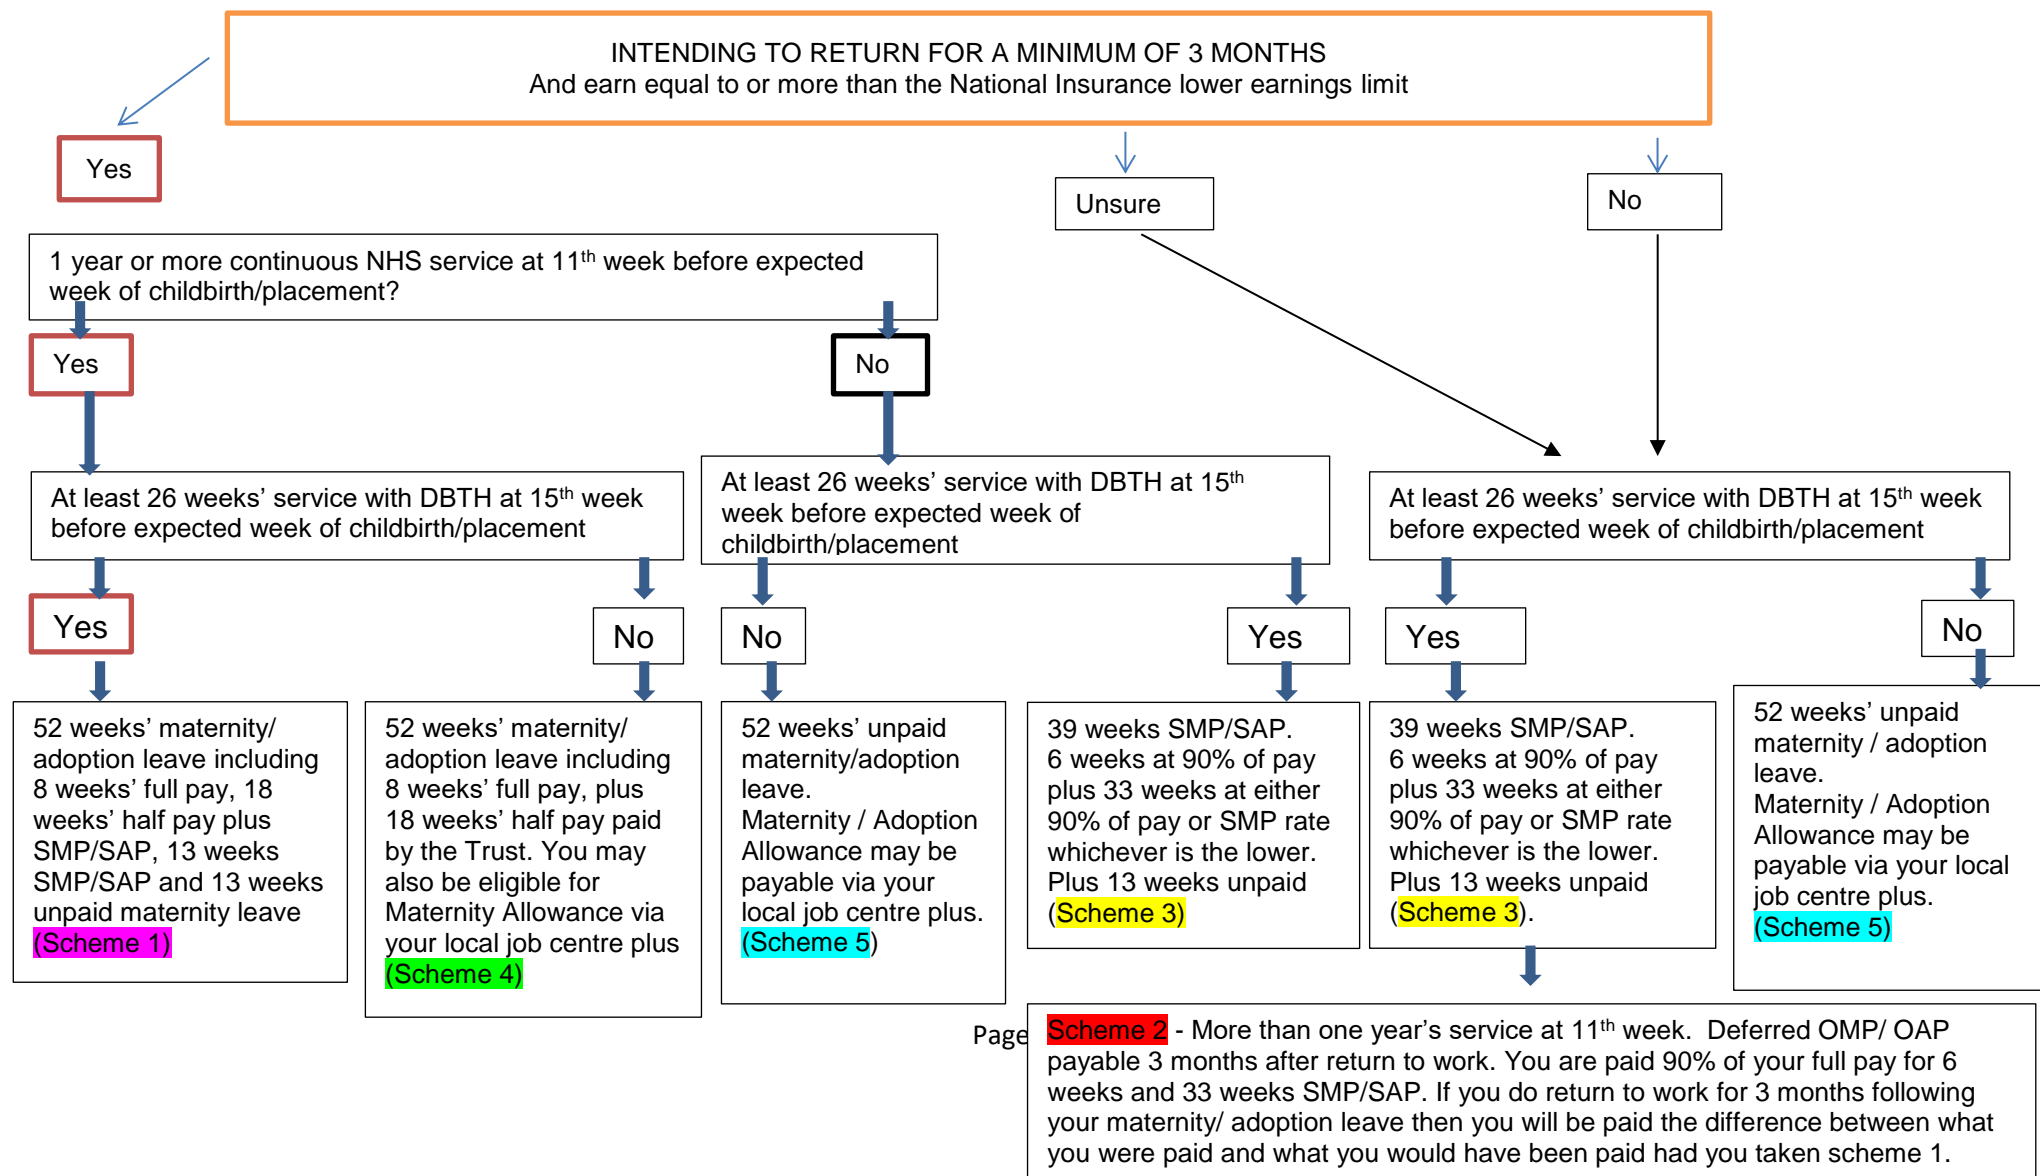 INTENDING TO RETURN FOR A MINIMUM OF 3 MONTHS
And earn equal to or more than the National Insurance lower earnings limit
Yes
Unsure
No
1 year or more continuous NHS service at 11th week before expected
week of childbirth/placement?
Yes
No
At least 26 weeks’ service with DBTH at 15th week
before expected week of childbirth/placement
At least 26 weeks’ service with DBTH at 15th
week before expected week of
childbirth/placement
At least 26 weeks’ service with DBTH at 15th week
before expected week of childbirth/placement
Yes
No
No
Yes
Yes
No
52 weeks’ maternity/
adoption leave including
8 weeks’ full pay, 18
weeks’ half pay plus
SMP/SAP, 13 weeks
SMP/SAP and 13 weeks
unpaid maternity leave
(Scheme 1)
52 weeks’ maternity/
adoption leave including
8 weeks’ full pay, plus
18 weeks’ half pay paid
by the Trust. You may
also be eligible for
Maternity Allowance via
your local job centre plus
(Scheme 4)
52 weeks’ unpaid
maternity/adoption
leave.
Maternity / Adoption
Allowance may be
payable via your
local job centre plus.
(Scheme 5)
39 weeks SMP/SAP.
6 weeks at 90% of pay
plus 33 weeks at either
90% of pay or SMP rate
whichever is the lower.
Plus 13 weeks unpaid
(Scheme 3)
39 weeks SMP/SAP.
6 weeks at 90% of pay
plus 33 weeks at either
90% of pay or SMP rate
whichever is the lower.
Plus 13 weeks unpaid
(Scheme 3).
52 weeks’ unpaid
maternity / adoption
leave.
Maternity / Adoption
Allowance may be
payable via your local
job centre plus.
(Scheme 5)
Page
Scheme 2 - More than one year’s service at 11th week. Deferred OMP/ OAP
payable 3 months after return to work. You are paid 90% of your full pay for 6
weeks and 33 weeks SMP/SAP. If you do return to work for 3 months following
your maternity/ adoption leave then you will be paid the difference between what
you were paid and what you would have been paid had you taken scheme 1.